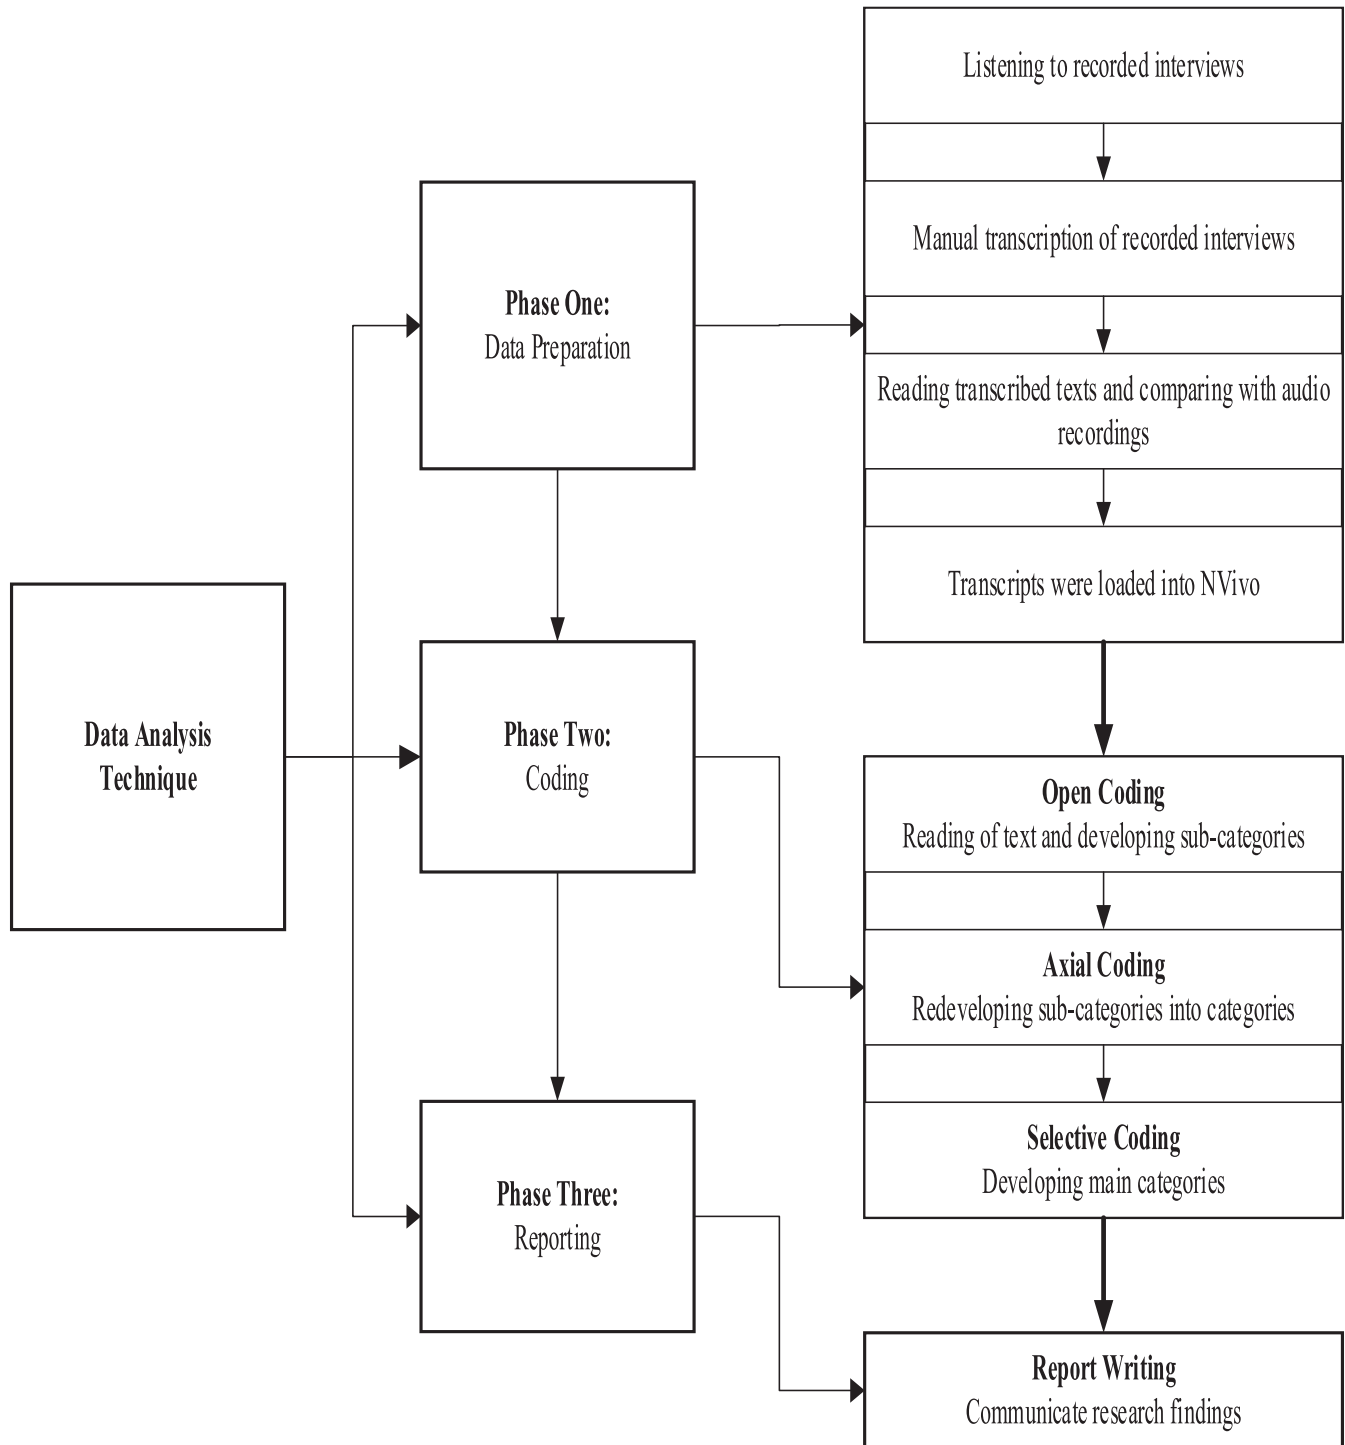 Listening to recorded interviews
Manual transcription of recorded interviews
Phase One:
Data Preparation
Reading transcribed texts and comparing with audio
recordings
Transcripts were loaded into NVivo
Data Analysis
Technique
Phase Two:
Coding
Open Coding
Reading of text and developing sub-categories
Axial Coding
Redeveloping sub-categories into categories
Selective Coding
Developing main categories
Phase Three:
Reporting
Report Writing
Communicate research findings